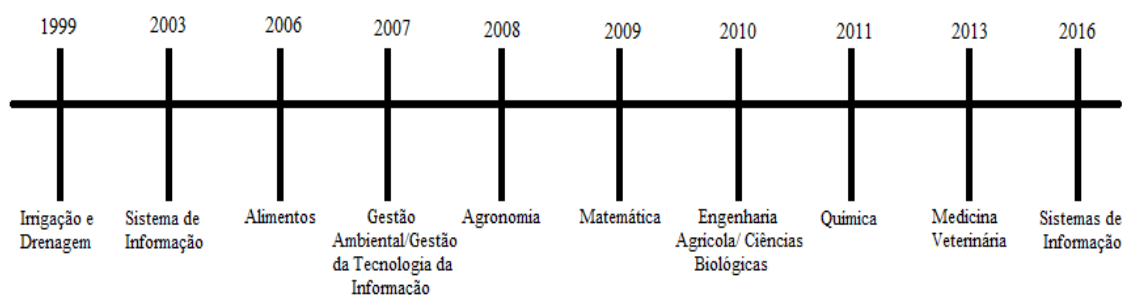 1999 2003 2006 2007 2008 2009 2010 2011 2013 2016
Irrigação e
Drenagem
Sistema de
Informação
Alimentos
Gestão
Ambiental/Gestão
da Tecnologia da
Informação
Agronomia
Matemática
Engenharia
Agricola/ Ciências
Biológicas
Química
Medicina
Veterinária
Sistemas de
Informação